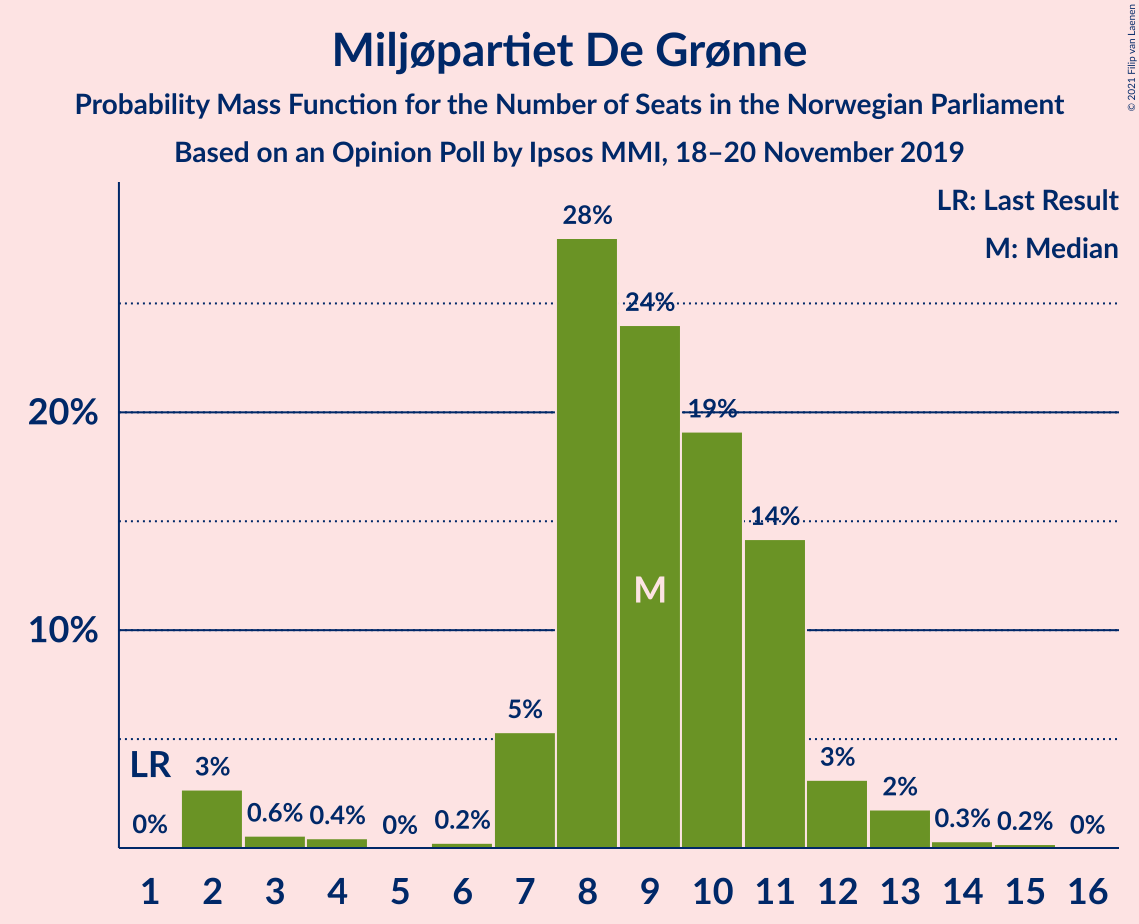 Miljøpartiet De Grønne
Probability Mass Function for the Number of Seats in the Norwegian Parliament
Based on an Opinion Poll by Ipsos MMI, 18–20 November 2019
© 2021 Filip van Laenen
LR: Last Result
M: Median
28%
24%
20%
19%
14%
M
10%
5%
LR
3%
3%
2%
0%
0.6%
0.4%
0%
0.2%
0.3%
0.2%
0%
1 2 3 4 5 6 7 8 9 10 11 12 13 14 15 16